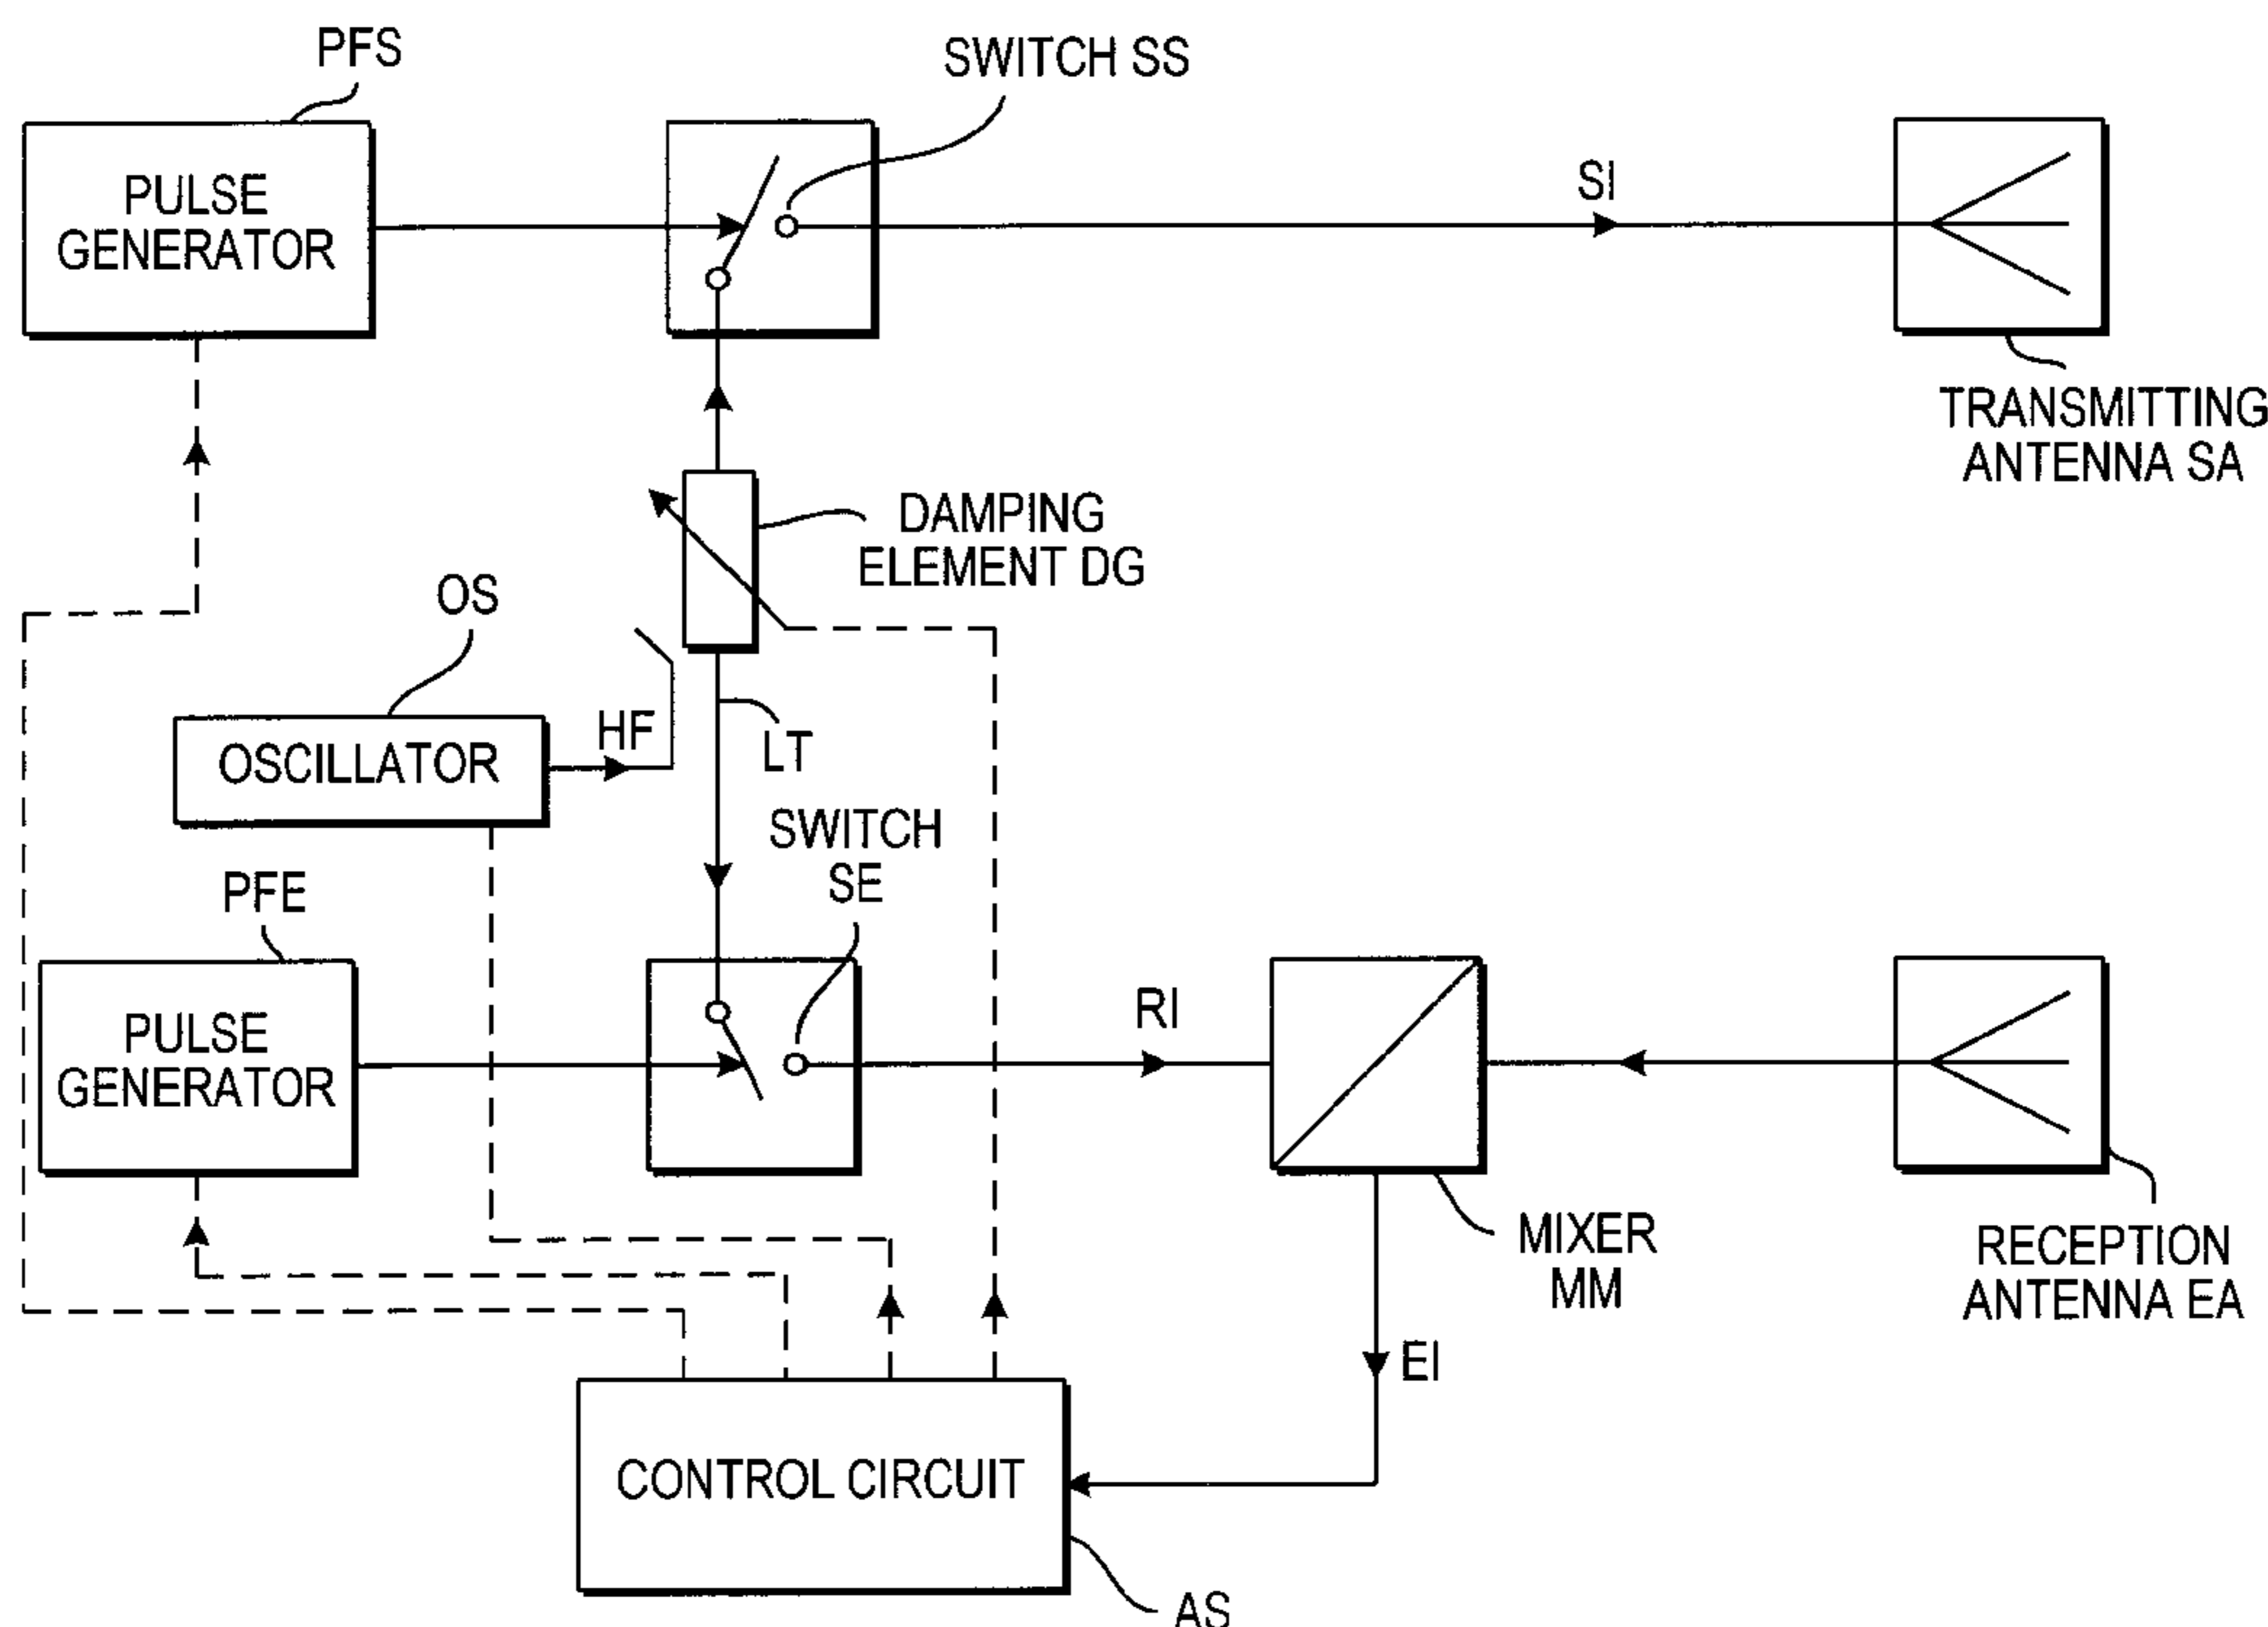 PFS
SWITCH SS
PULSE
GENERATOR
SI
TRANSMITTING
ANTENNA SA
DAMPING
ELEMENT DG
OS
HF
OSCILLATOR
LT
SWITCH
SE
PFE
PULSE
GENERATOR
RI
MIXER
MM
RECEPTION
ANTENNA EA
EI
CONTROL CIRCUIT
AS